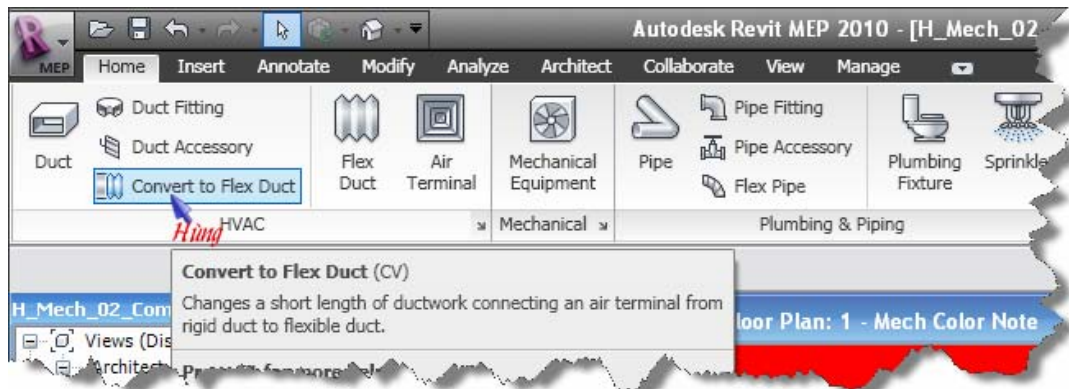 Autodesk Revit MEP 2010 - [H_Mech_02
MEP Home Insert Annotate Modify Analyze Architect Collaborate View Manage
Duct
Duct Fitting
Duct Accessory
Convert to Flex Duct
Flex Duct
Air Terminal
Mechanical Equipment
Pipe
Pipe Fitting
Pipe Accessory
Flex Pipe
Plumbing Fixture
Sprinkle
Hùng
HVAC Mechanical Plumbing & Piping
Convert to Flex Duct (CV)
Changes a short length of ductwork connecting an air terminal from
rigid duct to flexible duct.
H_Mech_02_Com
loor Plan: 1 - Mech Color Note
Views (Dis
Architect